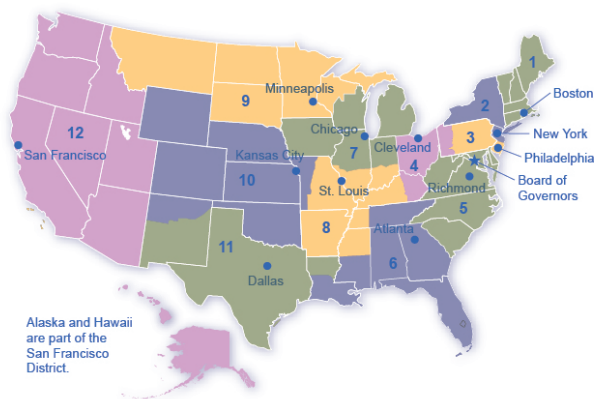 1
Minneapolis
Boston
9
2
Chicago
12
New York
3
Cleveland
7
San Francisco
Kansas City
4
Philadelphia
10
St. Louis
Richmond
Board of
Governors
5
8
Atlanta
11
6
Dallas
Alaska and Hawaii
are part of the
San Francisco
District.